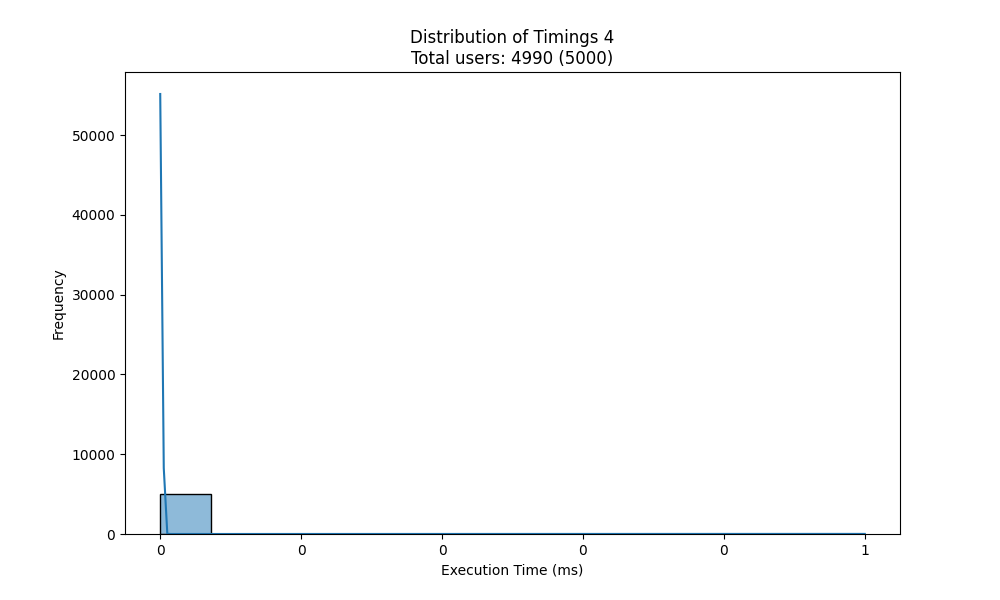 Distribution of Timings 4
Total users: 4990 (5000)
50000
40000
30000
20000
10000
0
Frequency
0 0 0 0 0 1
Execution Time (ms)